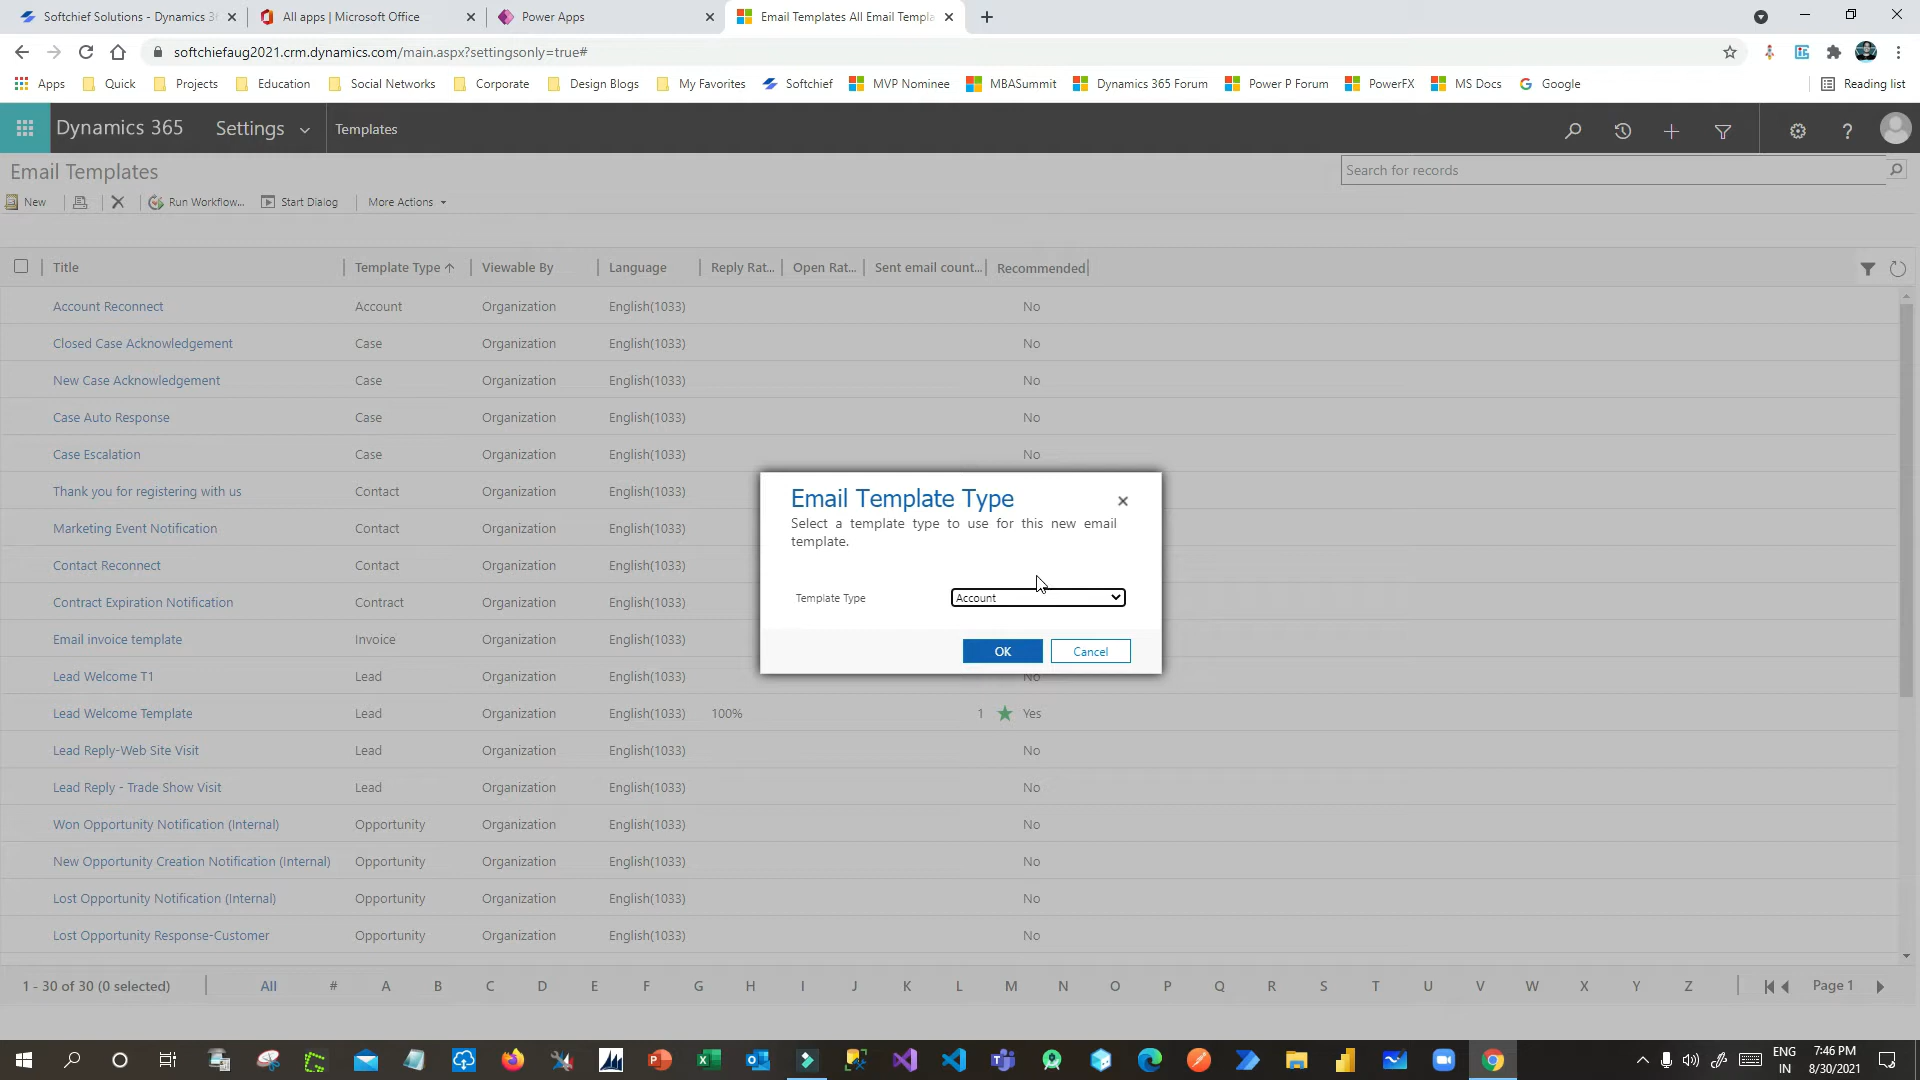 Softchief Solutions - Dynamics 3
All apps | Microsoft Office
Power Apps
Email Templates All Email Templa
softchiefaug2021.crm.dynamics.com/main.aspx?settingsonly=true#
Apps Quick Projects Education Social Networks Corporate Design Blogs My Favorites Softchief MVP Nominee MBASummit Dynamics 365 Forum Power P Forum PowerFX MS Docs Google Reading list
Dynamics 365 Settings Templates
Email Templates
Search for records
New Run Workflow... Start Dialog More Actions
Title Template Type Viewable By Language Reply Rat... Open Rat... Sent email count... Recommended
Account Reconnect Account Organization English(1033) No
Closed Case Acknowledgement Case Organization English(1033) No
New Case Acknowledgement Case Organization English(1033) No
Case Auto Response Case Organization English(1033) No
Case Escalation Case Organization English(1033) No
Thank you for registering with us Contact Organization English(1033)
Marketing Event Notification Contact Organization English(1033)
Contact Reconnect Contact Organization English(1033)
Contract Expiration Notification Contract Organization English(1033)
Email invoice template Invoice Organization English(1033)
Lead Welcome T1 Lead Organization English(1033) No
Lead Welcome Template Lead Organization English(1033) 100% 1 Yes
Lead Reply-Web Site Visit Lead Organization English(1033) No
Lead Reply - Trade Show Visit Lead Organization English(1033) No
Won Opportunity Notification (Internal) Opportunity Organization English(1033) No
New Opportunity Creation Notification (Internal) Opportunity Organization English(1033) No
Lost Opportunity Notification (Internal) Opportunity Organization English(1033) No
Lost Opportunity Response-Customer Opportunity Organization English(1033) No
Email Template Type
Select a template type to use for this new email
template.
Template Type Account
OK Cancel
1 - 30 of 30 (0 selected) All # A B C D E F G H I J K L M N O P Q R S T U V W X Y Z Page 1
ENG 7:46 PM
IN 8/30/2021